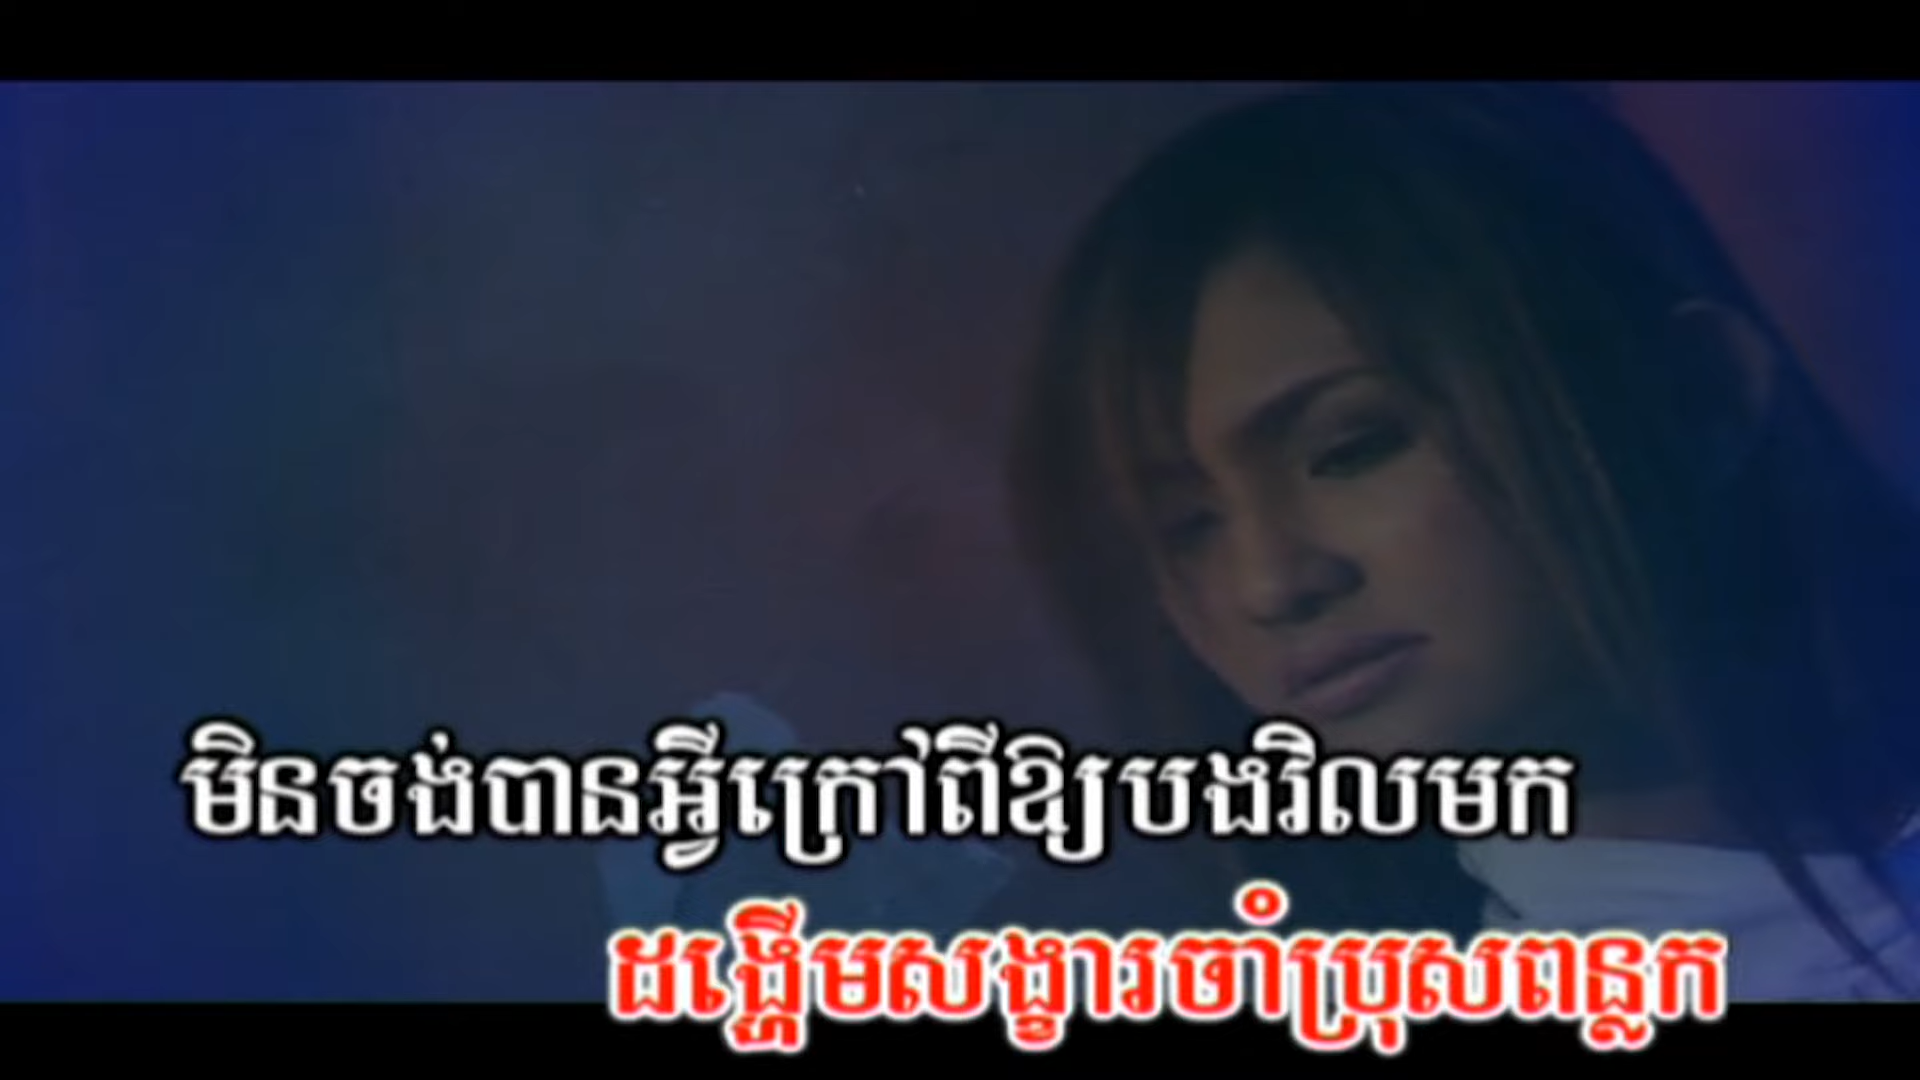 មិនចង់បានអ្វីក្រៅពីឱ្យបងវិលមក
ដង្ហើមសង្ខារចាំប្រុសពន្លក